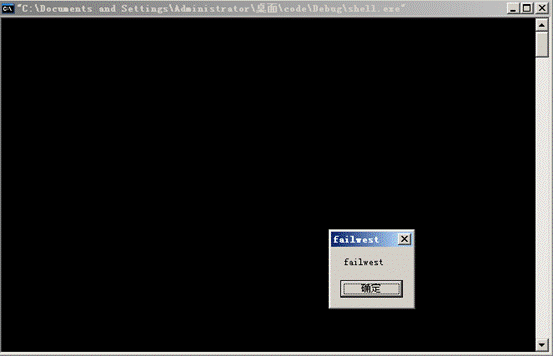 "C:\Documents and Settings\Administrator\桌面\code\Debug\shell.exe"
failwest
failwest
确定